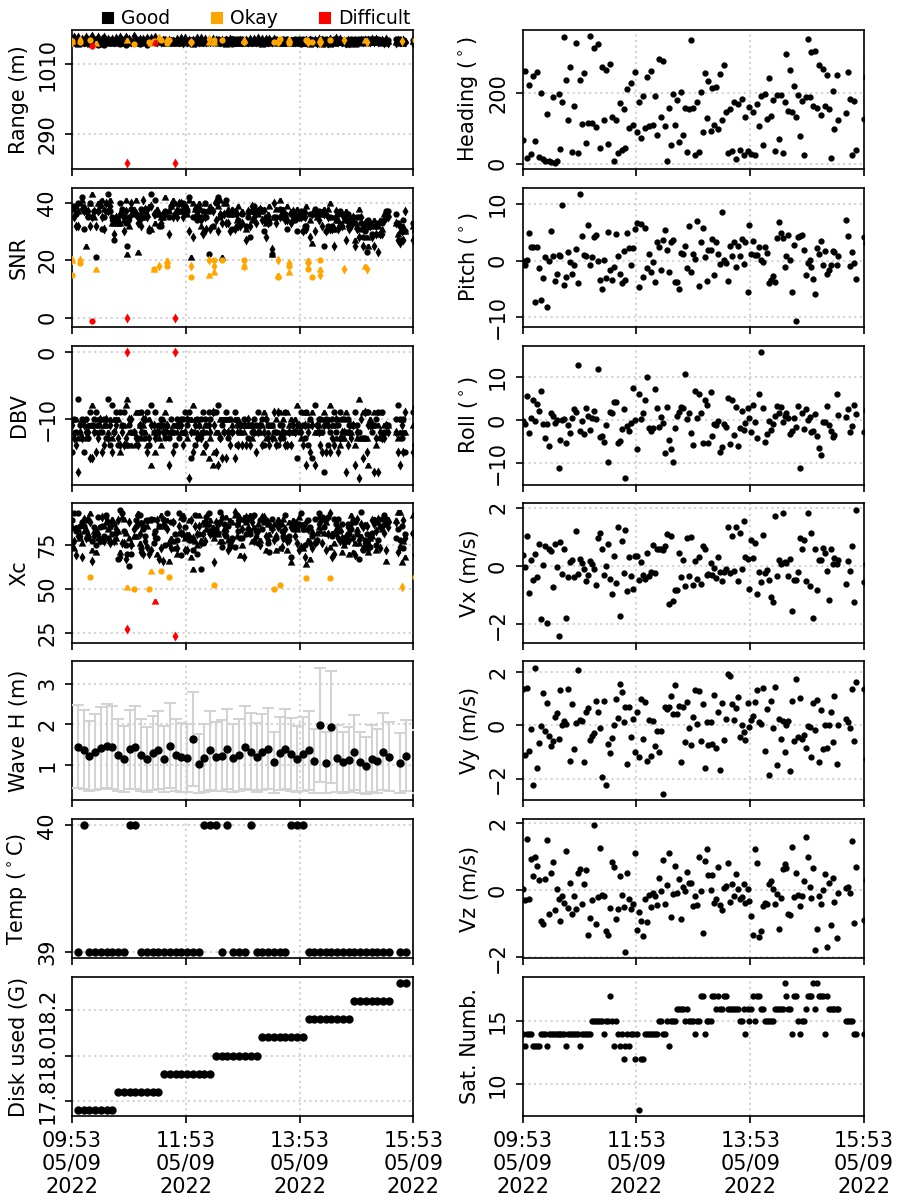 Good Okay Difficult
Range (m)
1010
290
Heading (°)
200
0
SNR
40
20
0
Pitch (°)
10
0
−10
DBV
0
−10
Roll (°)
10
0
−10
Xc
75
50
25
Vx (m/s)
2
0
−2
Wave H (m)
3
2
1
Vy (m/s)
2
0
−2
Temp (°C)
40
39
Vz (m/s)
2
0
−2
Disk used (G)
18.2
18.0
17.8
Sat. Numb.
15
10
09:53 11:53 13:53 15:53
05/09 05/09 05/09 05/09
2022 2022 2022 2022
09:53 11:53 13:53 15:53
05/09 05/09 05/09 05/09
2022 2022 2022 2022